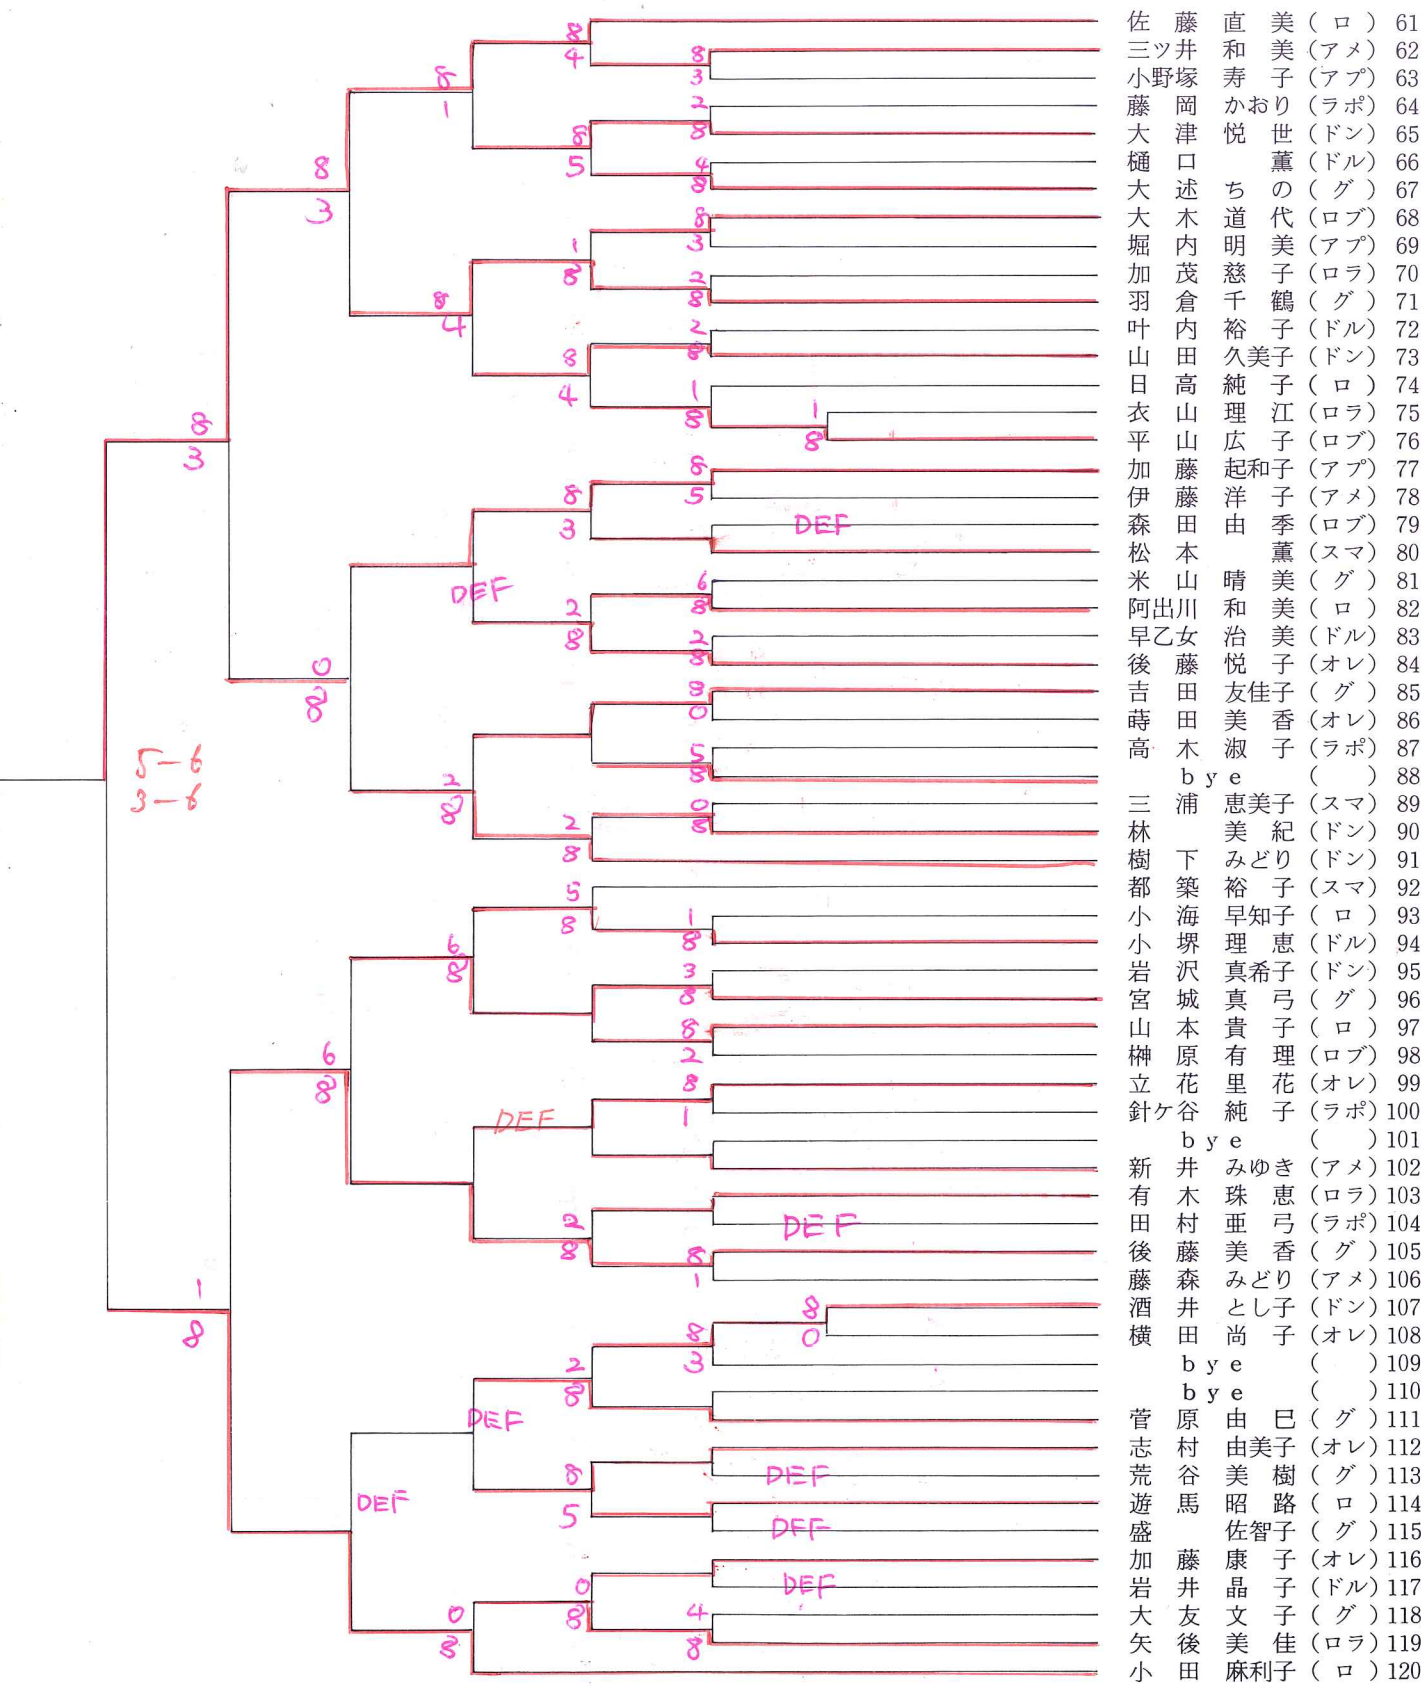 佐藤直美（ロ）61
三ッ井和美（アメ）62
小野塚寿子（アプ）63
藤岡かおり（ラポ）64
大津悦世（ドン）65
樋口薫（ドル）66
大述ちの（グ）67
大木道代（ロブ）68
堀内明美（アプ）69
加茂慈子（ロラ）70
羽倉千鶴（グ）71
叶内裕子（ドル）72
山田久美子（ドン）73
日高純子（ロ）74
衣山理江（ロラ）75
平山広子（ロブ）76
加藤起和子（アプ）77
伊藤洋子（アメ）78
DEF
森田由季（ロブ）79
松本薫（スマ）80
米山晴美（グ）81
DEF
阿出川和美（ロ）82
早乙女治美（ドル）83
後藤悦子（オレ）84
吉田友佳子（グ）85
蒔田美香（オレ）86
高木淑子（ラポ）87
bye（　）88
5-6
3-6
三浦恵美子（スマ）89
林美紀（ドン）90
樹下みどり（ドン）91
都築裕子（スマ）92
小海早知子（ロ）93
小堺理恵（ドル）94
岩沢真希子（ドン）95
宮城真弓（グ）96
山本貴子（ロ）97
榊原有理（ロブ）98
立花里花（オレ）99
DEF
針ケ谷純子（ラポ）100
bye（　）101
新井みゆき（アメ）102
有木珠恵（ロラ）103
DEF
田村亜弓（ラポ）104
後藤美香（グ）105
藤森みどり（アメ）106
酒井とし子（ドン）107
横田尚子（オレ）108
bye（　）109
bye（　）110
DEF
菅原由巳（グ）111
志村由美子（オレ）112
DEF
荒谷美樹（グ）113
DEF
遊馬昭路（ロ）114
DEF
盛佐智子（グ）115
加藤康子（オレ）116
DEF
岩井晶子（ドル）117
大友文子（グ）118
矢後美佳（ロラ）119
小田麻利子（ロ）120